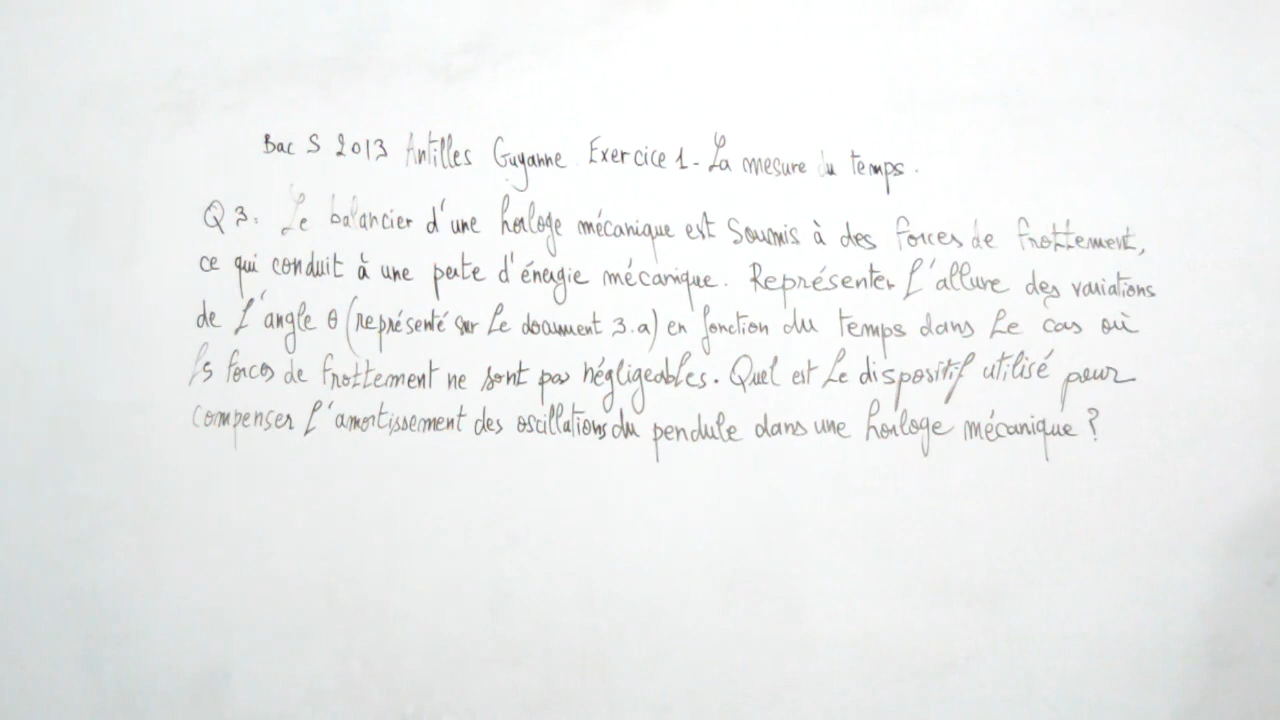 Bac S 2013 Antilles Guyanne Exercice 1 - La mesure du temps.
Q 3: Le balancier d'une horloge mécanique est soumis à des forces de frottement,
ce qui conduit à une perte d'énergie mécanique. Représenter l'allure des variations
de l'angle θ (représenté sur le document 3.a) en fonction du temps dans le cas où
ls forces de frottement ne sont pas négligeables. Quel est le dispositif utilisé pour
compenser l'amortissement des oscillations du pendule dans une horloge mécanique ?